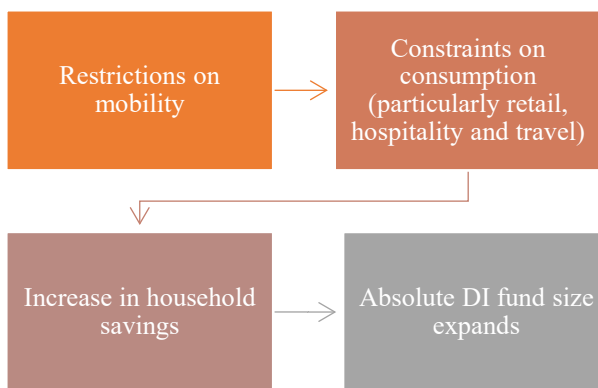 Restrictions on
mobility
Constraints on
consumption
(particularly retail,
hospitality and travel)
Increase in household
savings
Absolute DI fund size
expands